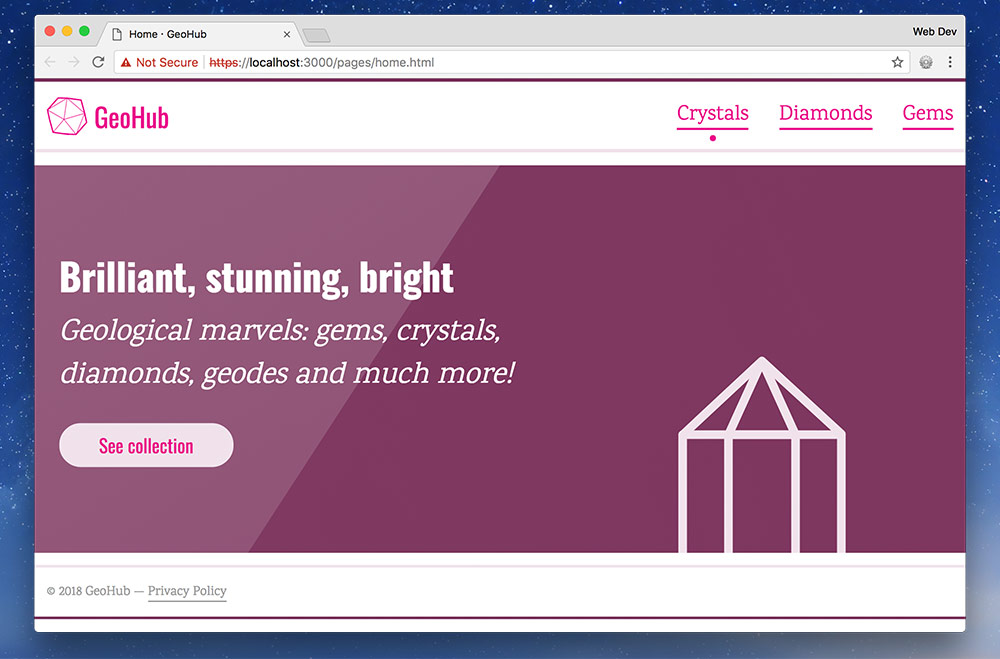 Home · GeoHub
Web Dev
Not Secure https://localhost:3000/pages/home.html
GeoHub
Crystals Diamonds Gems
Brilliant, stunning, bright
Geological marvels: gems, crystals,
diamonds, geodes and much more!
See collection
© 2018 GeoHub — Privacy Policy